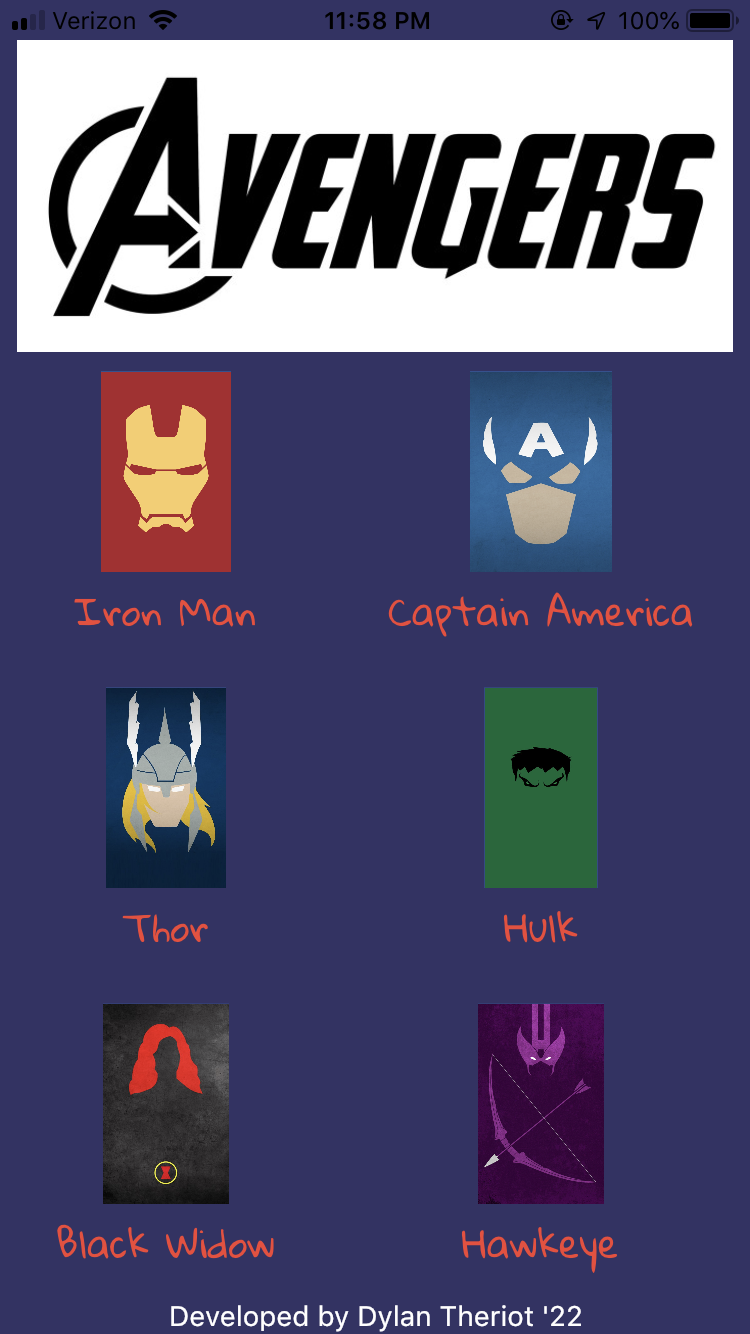 Verizon 11:58 PM 100%
AVENGERS
A
Iron Man Captain America
Thor Hulk
Black Widow Hawkeye
Developed by Dylan Theriot '22